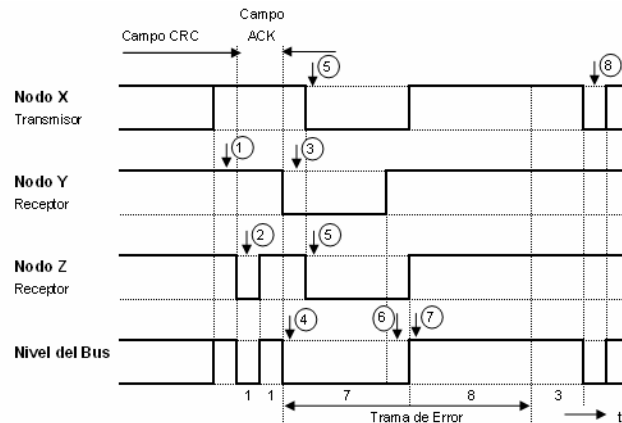 Campo
Campo CRC
ACK
5
8
Nodo X
Transmisor
1
3
Nodo Y
Receptor
2
5
Nodo Z
Receptor
4
6
7
Nivel del Bus
1 1 7 8 3
Trama de Error
t